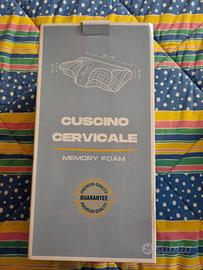 CUSCINO
CERVICALE
MEMORY FOAM
PREMIUM QUALITY
GUARANTEE
PREMIUM QUALITY
subito